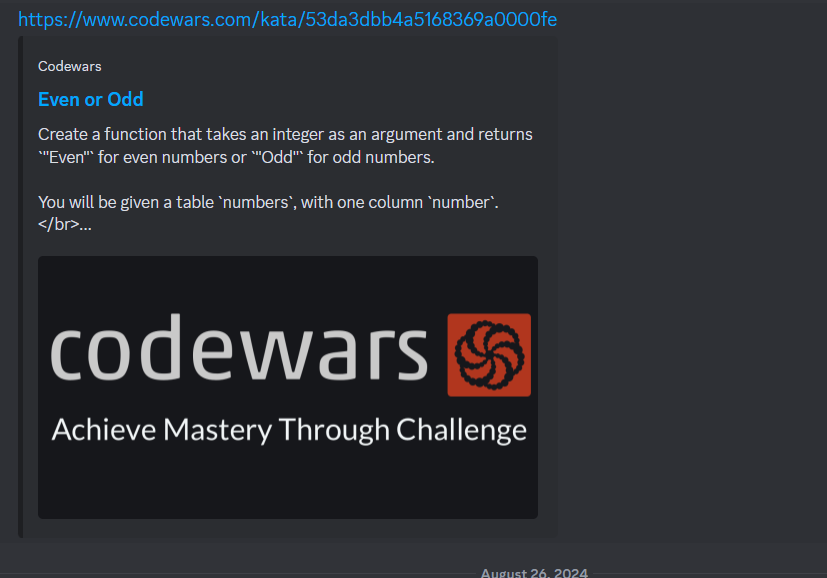 https://www.codewars.com/kata/53da3dbb4a5168369a0000fe
Codewars
Even or Odd
Create a function that takes an integer as an argument and returns
`"Even"` for even numbers or `"Odd"` for odd numbers.
You will be given a table `numbers`, with one column `number`.
</br>...
codewars
Achieve Mastery Through Challenge
August 26, 2024